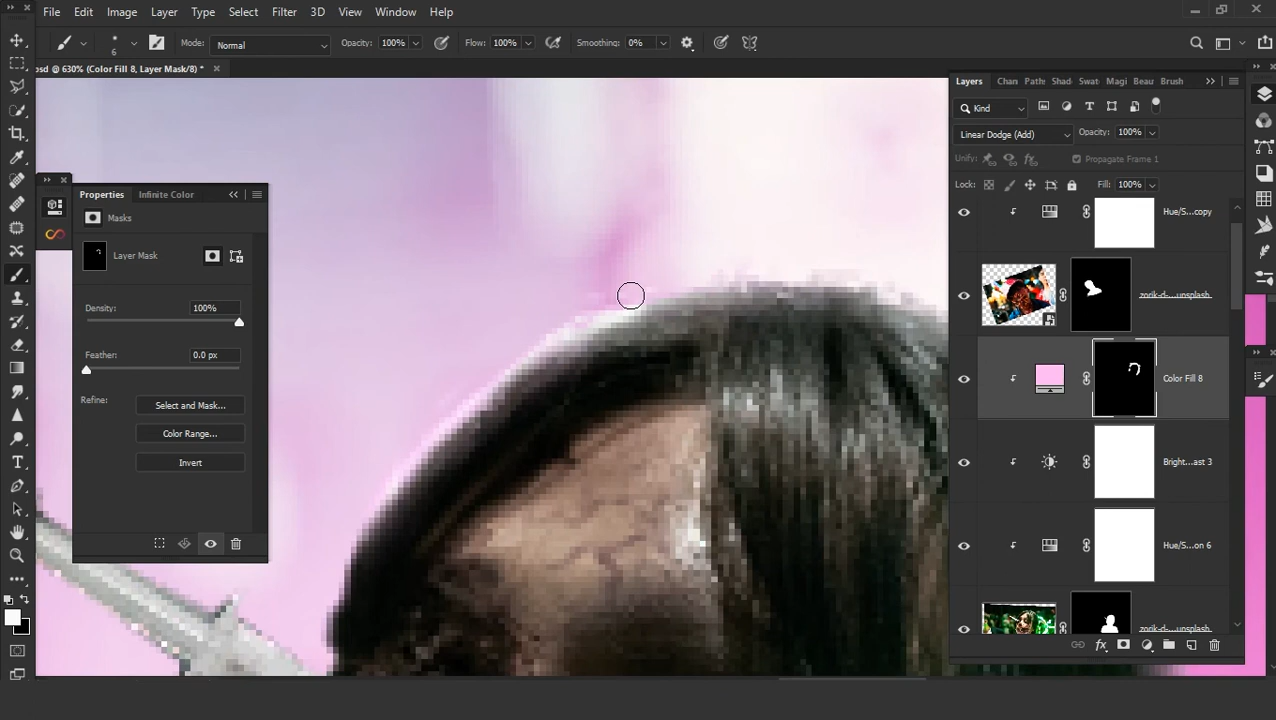 File Edit Image Layer Type Select Filter 3D View Window Help
6 Mode: Normal Opacity: 100% Flow: 100% Smoothing: 0%
psd @ 630% (Color Fill 8, Layer Mask/8) *
Layers Chan Path Shad Swat Magi Beau Brush
Kind
Linear Dodge (Add) Opacity: 100%
Unify: Propagate Frame 1
Lock: Fill: 100%
Properties Infinite Color
Masks
Layer Mask
Density: 100%
Feather: 0.0 px
Refine: Select and Mask...
Color Range...
Invert
Hue/S...copy
zorik-d-...unsplash
Color Fill 8
Bright...ast 3
Hue/S...on 6
zorik-d-...unsplash